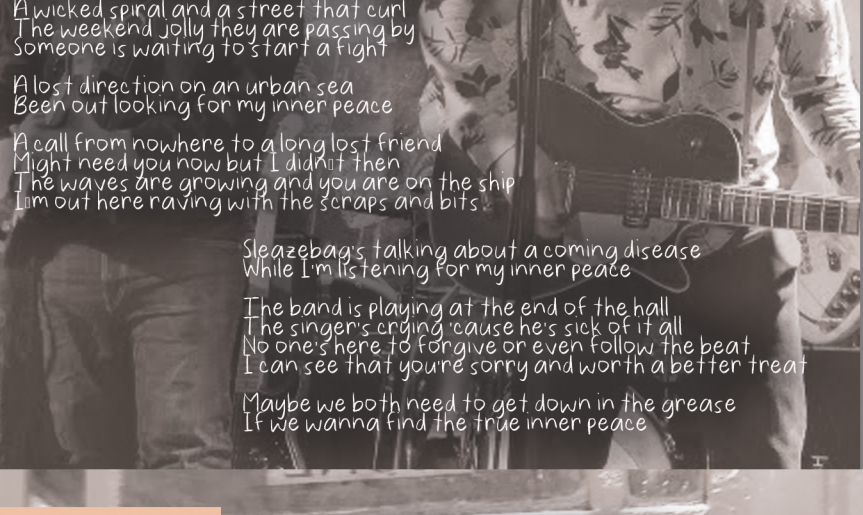 A wicked spiral and a street that curl
The weekend jolly they are passing by
Someone is waiting to start a fight
A lost direction on an urban sea
Been out looking for my inner peace
A call from nowhere to a long lost friend
Might need you now but I didn▯t then
The waves are growing and you are on the ship
I▯m out here raving with the scraps and bits
Sleazebag's talking about a coming disease
While I'm listening for my inner peace
The band is playing at the end of the hall
The singer's crying 'cause he's sick of it all
No one's here to forgive or even follow the beat
I can see that you're sorry and worth a better treat
Maybe we both need to get down in the grease
If we wanna find the true inner peace